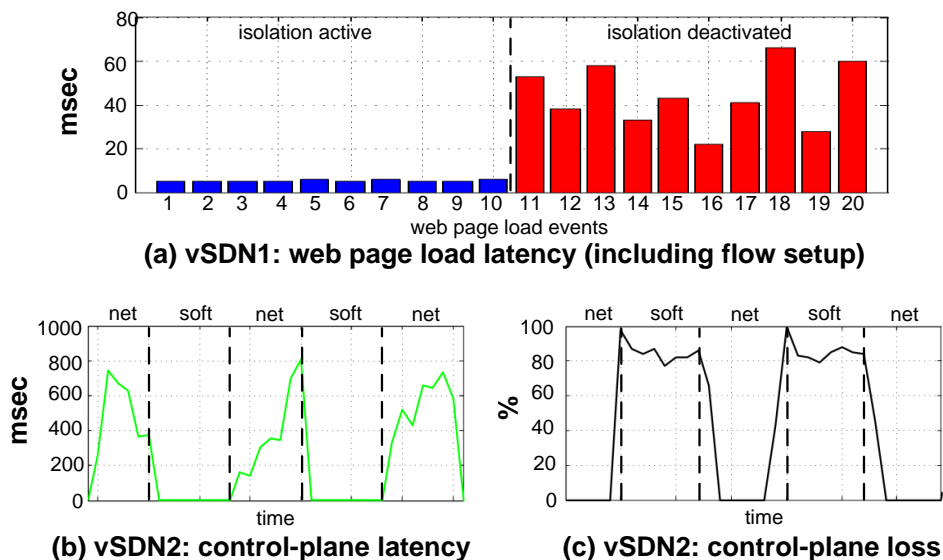 isolation active
isolation deactivated
msec
80
60
40
20
0
1 2 3 4 5 6 7 8 9 10 11 12 13 14 15 16 17 18 19 20
web page load events
(a) vSDN1: web page load latency (including flow setup)
net soft net soft net
msec
1000
800
600
400
200
0
time
(b) vSDN2: control-plane latency
net soft net soft net
%
100
80
60
40
20
0
time
(c) vSDN2: control-plane loss